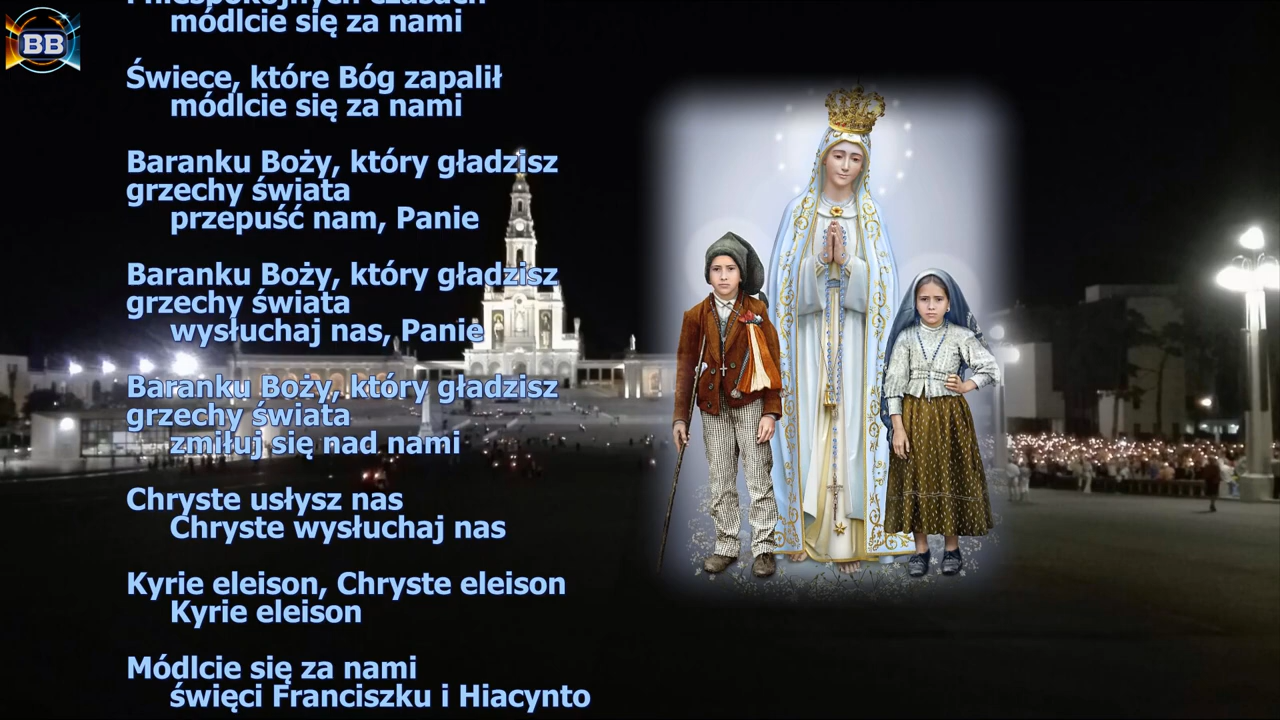 BB
i niespokojnych czasach
módlcie się za nami
Świece, które Bóg zapalił
módlcie się za nami
Baranku Boży, który gładzisz
grzechy świata
przepuść nam, Panie
Baranku Boży, który gładzisz
grzechy świata
wysłuchaj nas, Panie
Baranku Boży, który gładzisz
grzechy świata
zmiłuj się nad nami
Chryste usłysz nas
Chryste wysłuchaj nas
Kyrie eleison, Chryste eleison
Kyrie eleison
Módlcie się za nami
święci Franciszku i Hiacynto